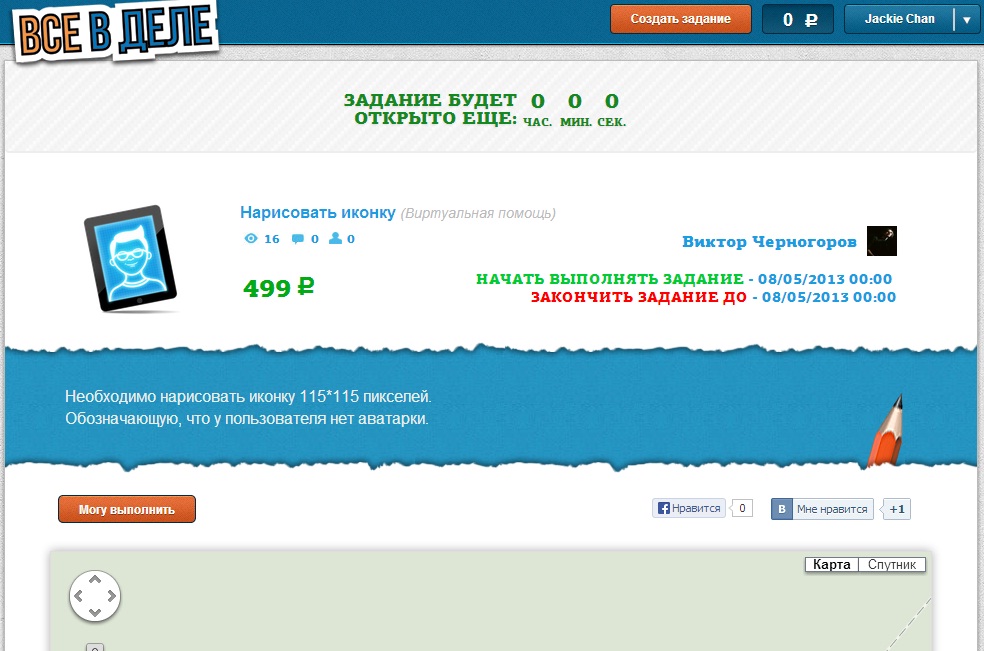 ВСЕ В ДЕЛЕ
Создать задание
0 ₽
Jackie Chan
ЗАДАНИЕ БУДЕТ 0 0 0
ОТКРЫТО ЕЩЕ: ЧАС. МИН. СЕК.
Нарисовать иконку (Виртуальная помощь)
16 0 0
Виктор Черногоров
499 ₽
НАЧАТЬ ВЫПОЛНЯТЬ ЗАДАНИЕ - 08/05/2013 00:00
ЗАКОНЧИТЬ ЗАДАНИЕ ДО - 08/05/2013 00:00
Необходимо нарисовать иконку 115*115 пикселей.
Обозначающую, что у пользователя нет аватарки.
Могу выполнить
Нравится 0
В Мне нравится +1
Карта Спутник